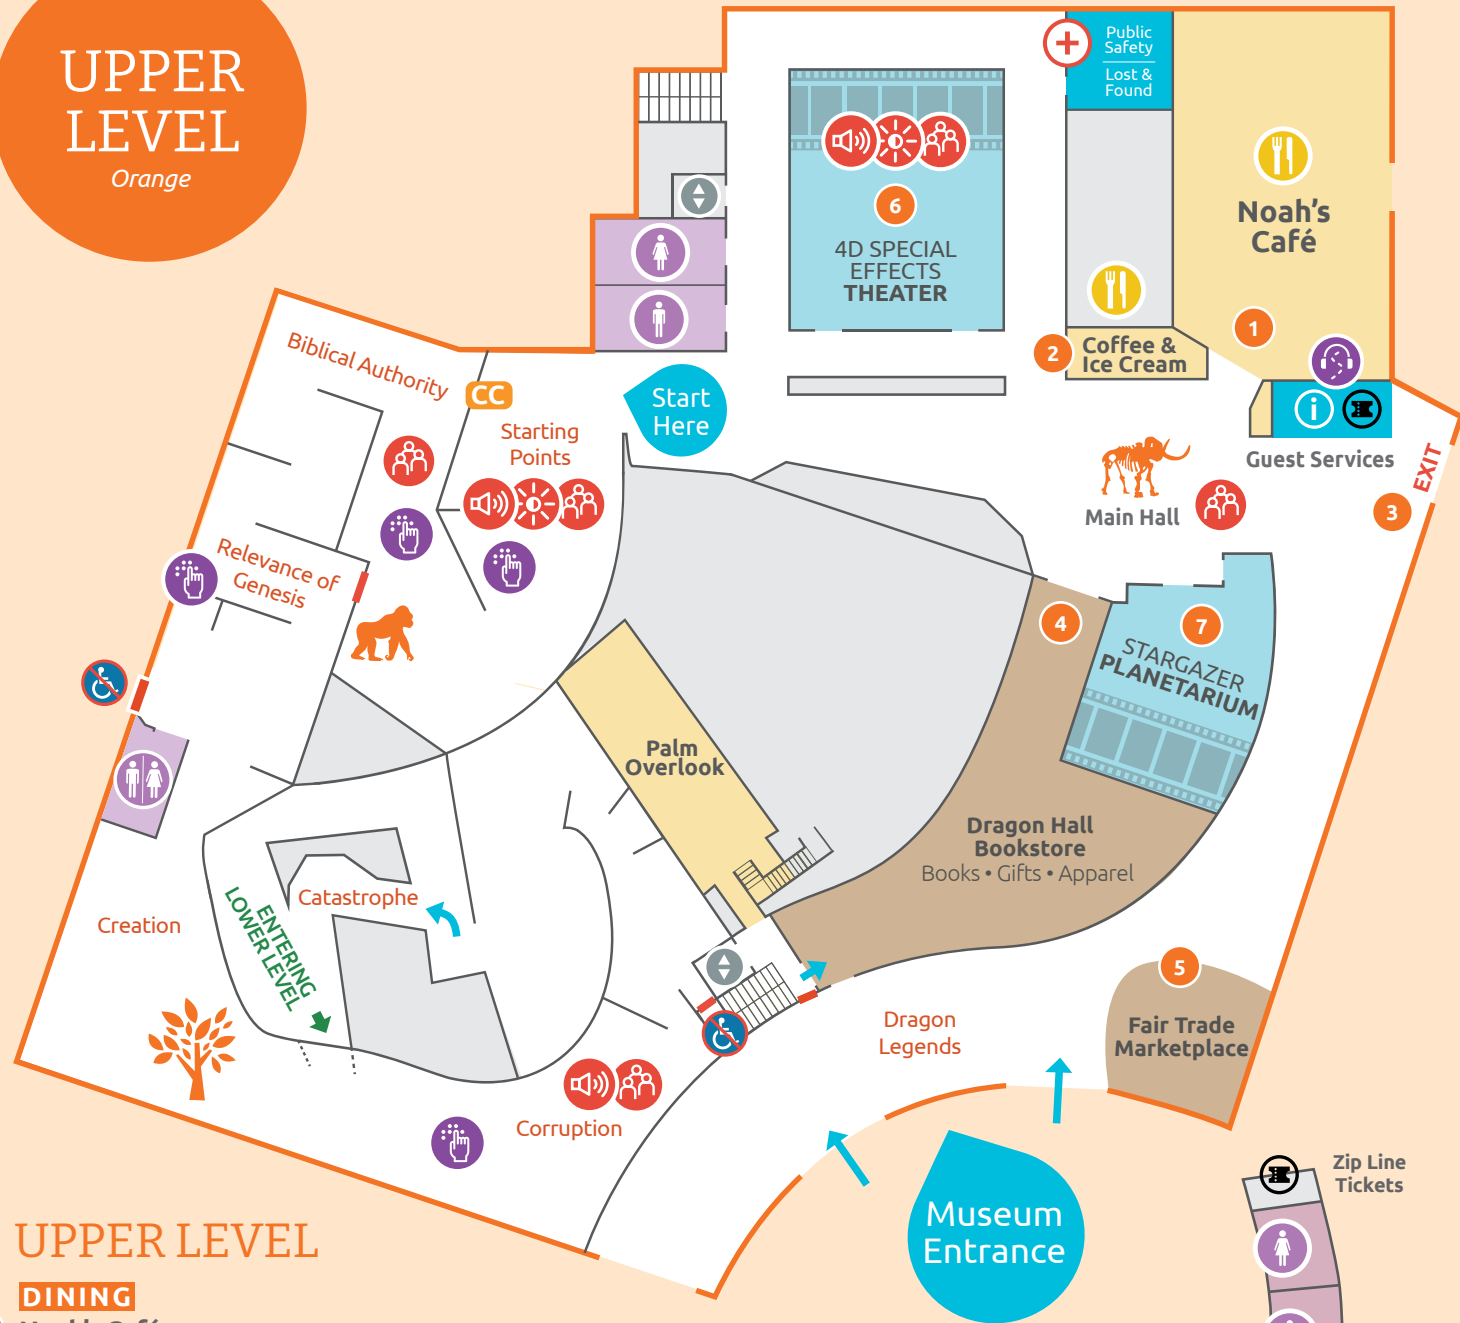 UPPER
LEVEL
Orange
Public
Safety
Lost &
Found
Noah's
Café
6
4D SPECIAL
EFFECTS
THEATER
1
2
Coffee &
Ice Cream
Biblical Authority
CC
Start
Here
Starting
Points
i
Guest Services
EXIT
3
Main Hall
Relevance of
Genesis
4
7
STARGAZER
PLANETARIUM
Palm
Overlook
Dragon Hall
Bookstore
Books • Gifts • Apparel
Catastrophe
ENTERING
LOWER LEVEL
Creation
5
Fair Trade
Marketplace
Dragon
Legends
Corruption
Museum
Entrance
Zip Line
Tickets
UPPER LEVEL
DINING